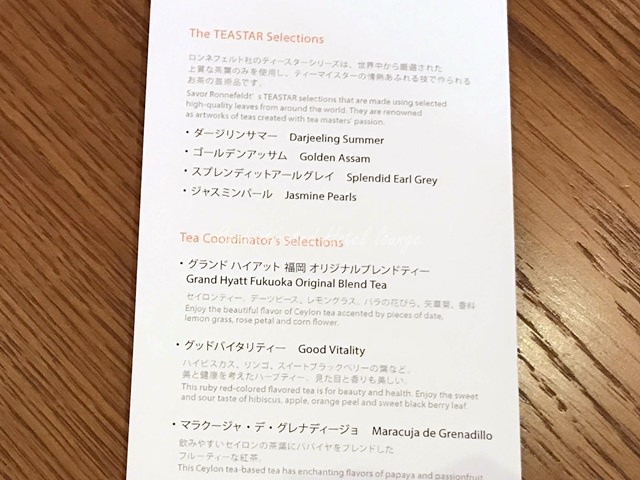 The TEASTAR Selections
ロンネフェルト社のティースターシリーズは、世界中から厳選された
上質な茶葉のみを使用し、ティーマイスターの情熱あふれる技で作られる
お茶の芸術品です。
Savor Ronnefeldt's TEASTAR selections that are made using selected
high-quality leaves from around the world. They are renowned
as artworks of teas created with tea masters' passion.
・ダージリンサマー Darjeeling Summer
・ゴールデンアッサム Golden Assam
・スプレンディットアールグレイ Splendid Earl Grey
・ジャスミンパール Jasmine Pearls
Tea Coordinator's Selections
・グランド ハイアット 福岡 オリジナルブレンドティー
Grand Hyatt Fukuoka Original Blend Tea
セイロンティー、デーツピース、レモングラス、バラの花びら、矢車菊、香料
Enjoy the beautiful flavor of Ceylon tea accented by pieces of date,
lemon grass, rose petal and corn flower.
・グッドバイタリティー Good Vitality
ハイビスカス、リンゴ、スイートブラックベリーの葉など、
美と健康を考えたハーブティー。見た目と香りも美しい。
This ruby red-colored flavored tea is for beauty and health. Enjoy the sweet
and sour taste of hibiscus, apple, orange peel and sweet black berry leaf.
・マラクージャ・デ・グレナディージョ Maracuja de Grenadillo
飲みやすいセイロンの茶葉にパパイヤをブレンドした
フルーティーな紅茶。
This Ceylon tea-based tea has enchanting flavors of papaya and passionfruit